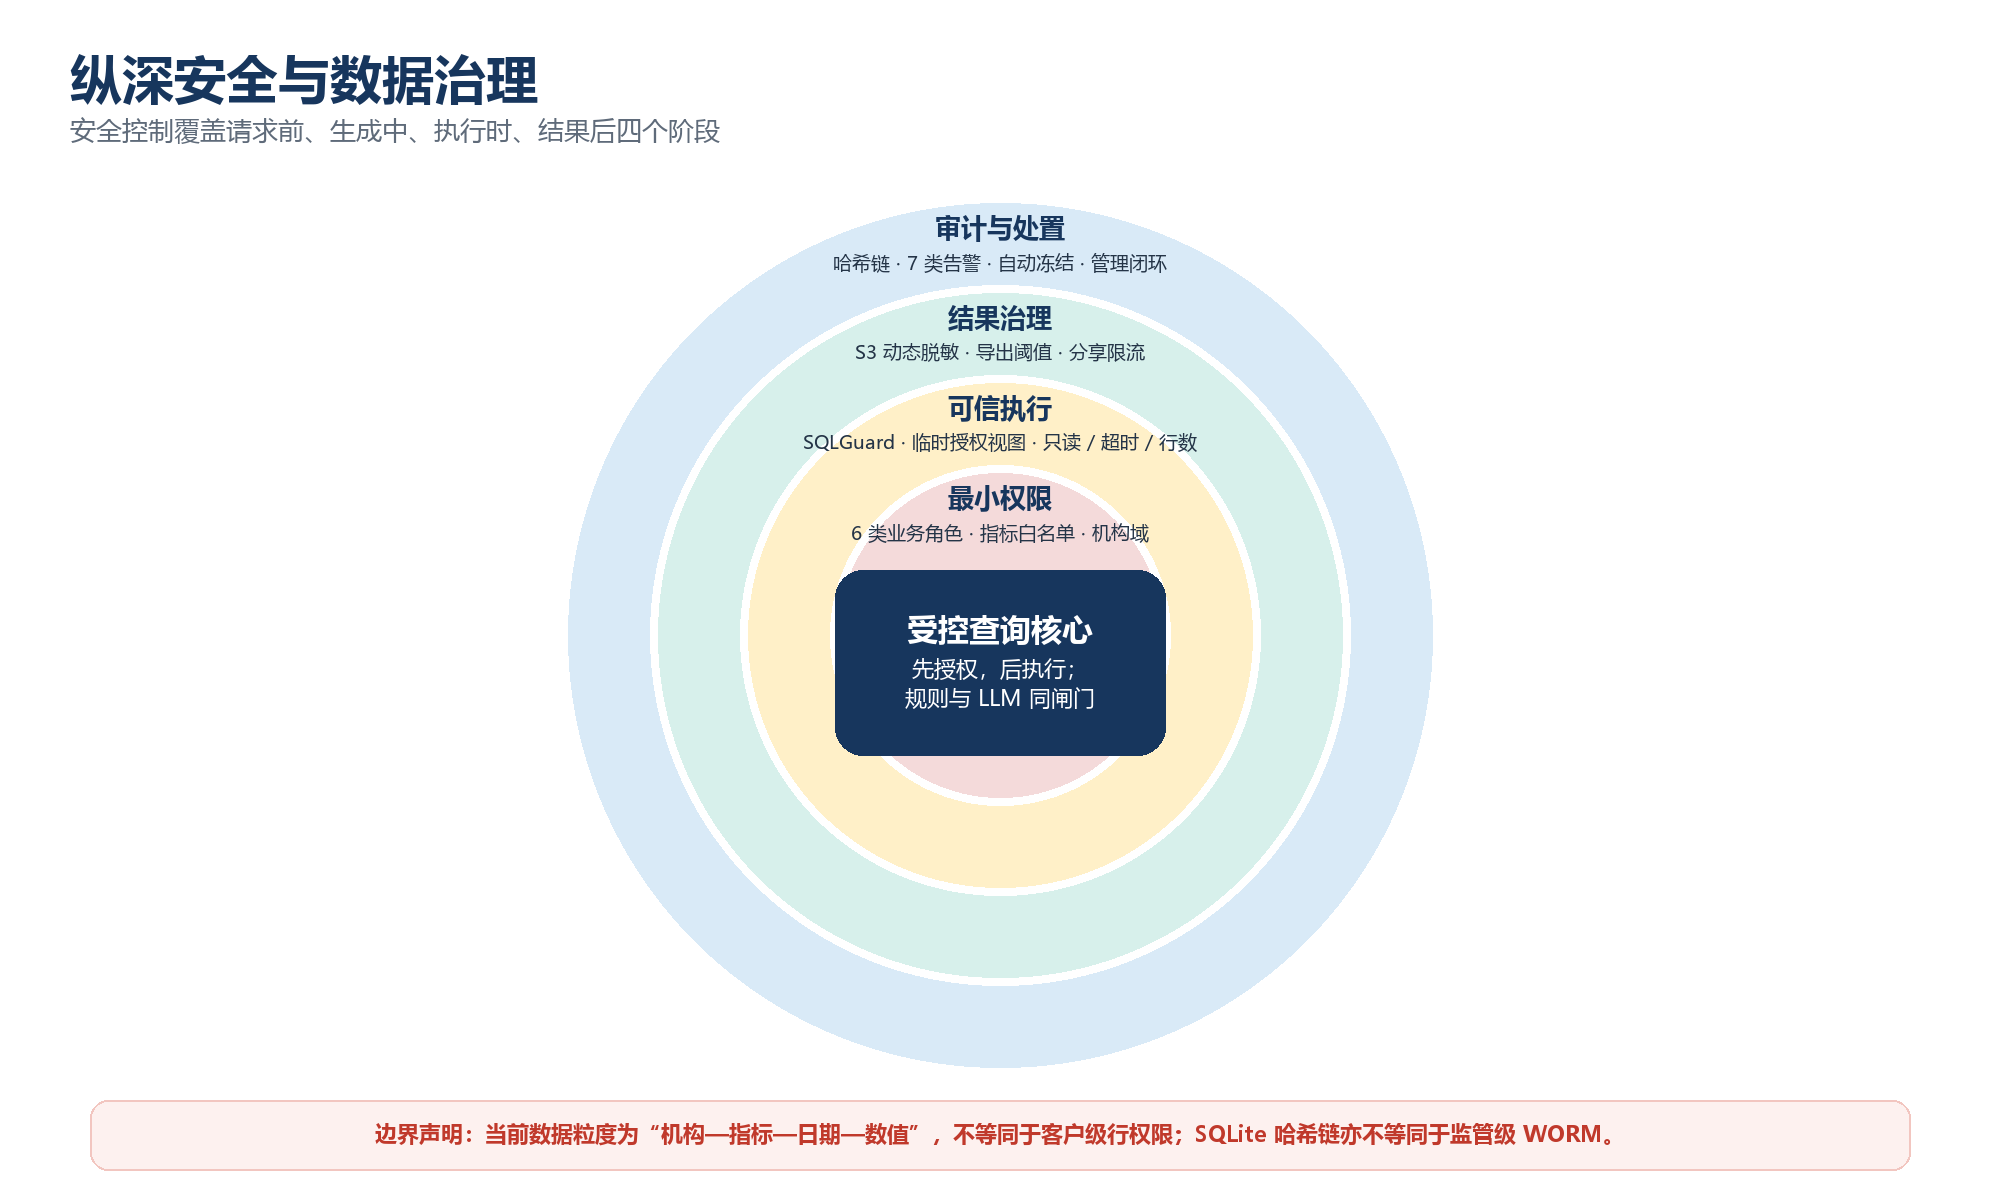 纵深安全与数据治理
安全控制覆盖请求前、生成中、执行时、结果后四个阶段
审计与处置
哈希链 · 7 类告警 · 自动冻结 · 管理闭环
结果治理
S3 动态脱敏 · 导出阈值 · 分享限流
可信执行
SQLGuard · 临时授权视图 · 只读 / 超时 / 行数
最小权限
6 类业务角色 · 指标白名单 · 机构域
受控查询核心
先授权，后执行；
规则与 LLM 同闸门
边界声明：当前数据粒度为“机构—指标—日期—数值”，不等同于客户级行权限；SQLite 哈希链亦不等同于监管级 WORM。